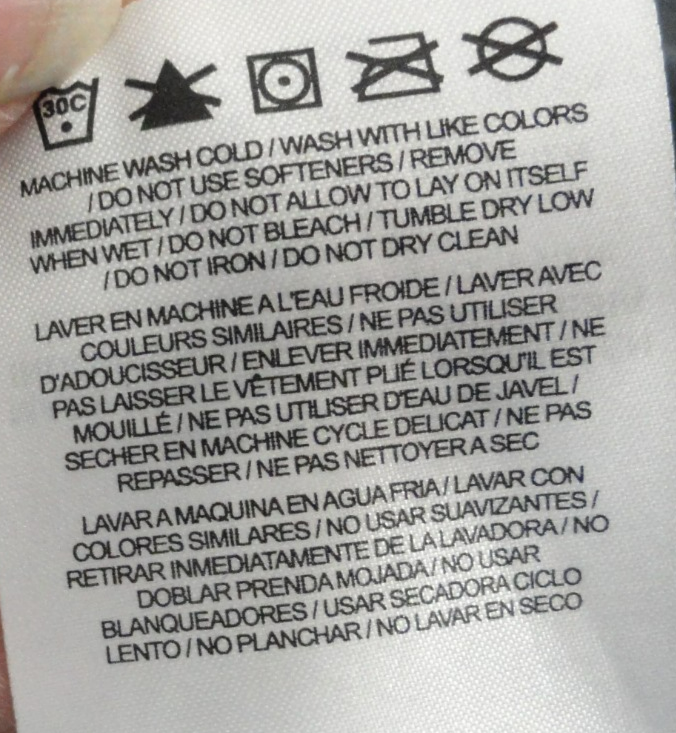 30C
MACHINE WASH COLD / WASH WITH LIKE COLORS
/ DO NOT USE SOFTENERS / REMOVE
IMMEDIATELY / DO NOT ALLOW TO LAY ON ITSELF
WHEN WET / DO NOT BLEACH / TUMBLE DRY LOW
/ DO NOT IRON / DO NOT DRY CLEAN
LAVER EN MACHINE A L'EAU FROIDE / LAVER AVEC
COULEURS SIMILAIRES / NE PAS UTILISER
D'ADOUCISSEUR / ENLEVER IMMEDIATEMENT / NE
PAS LAISSER LE VÊTEMENT PLIÉ LORSQU'IL EST
MOUILLÉ / NE PAS UTILISER D'EAU DE JAVEL /
SECHER EN MACHINE CYCLE DELICAT / NE PAS
REPASSER / NE PAS NETTOYER A SEC
LAVAR A MAQUINA EN AGUA FRIA / LAVAR CON
COLORES SIMILARES / NO USAR SUAVIZANTES /
RETIRAR INMEDIATAMENTE DE LA LAVADORA / NO
DOBLAR PRENDA MOJADA / NO USAR
BLANQUEADORES / USAR SECADORA CICLO
LENTO / NO PLANCHAR / NO LAVAR EN SECO